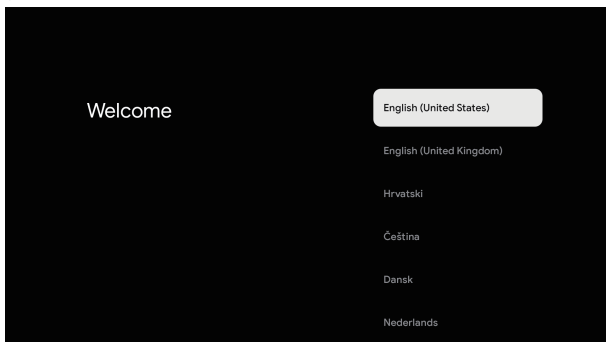 Welcome
English (United States)
English (United Kingdom)
Hrvatski
Čeština
Dansk
Nederlands